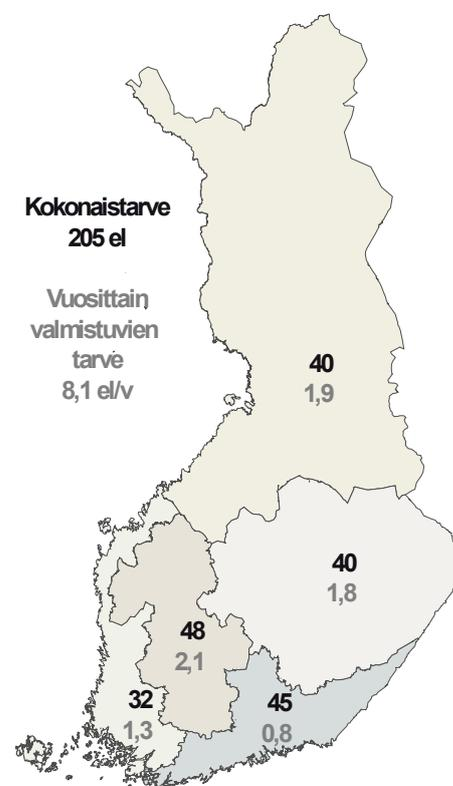 Kokonaistarve
205 el
Vuosittain
valmistuvien
tarve
8,1 el/v
40
1,9
40
1,8
48
2,1
32
1,3
45
0,8